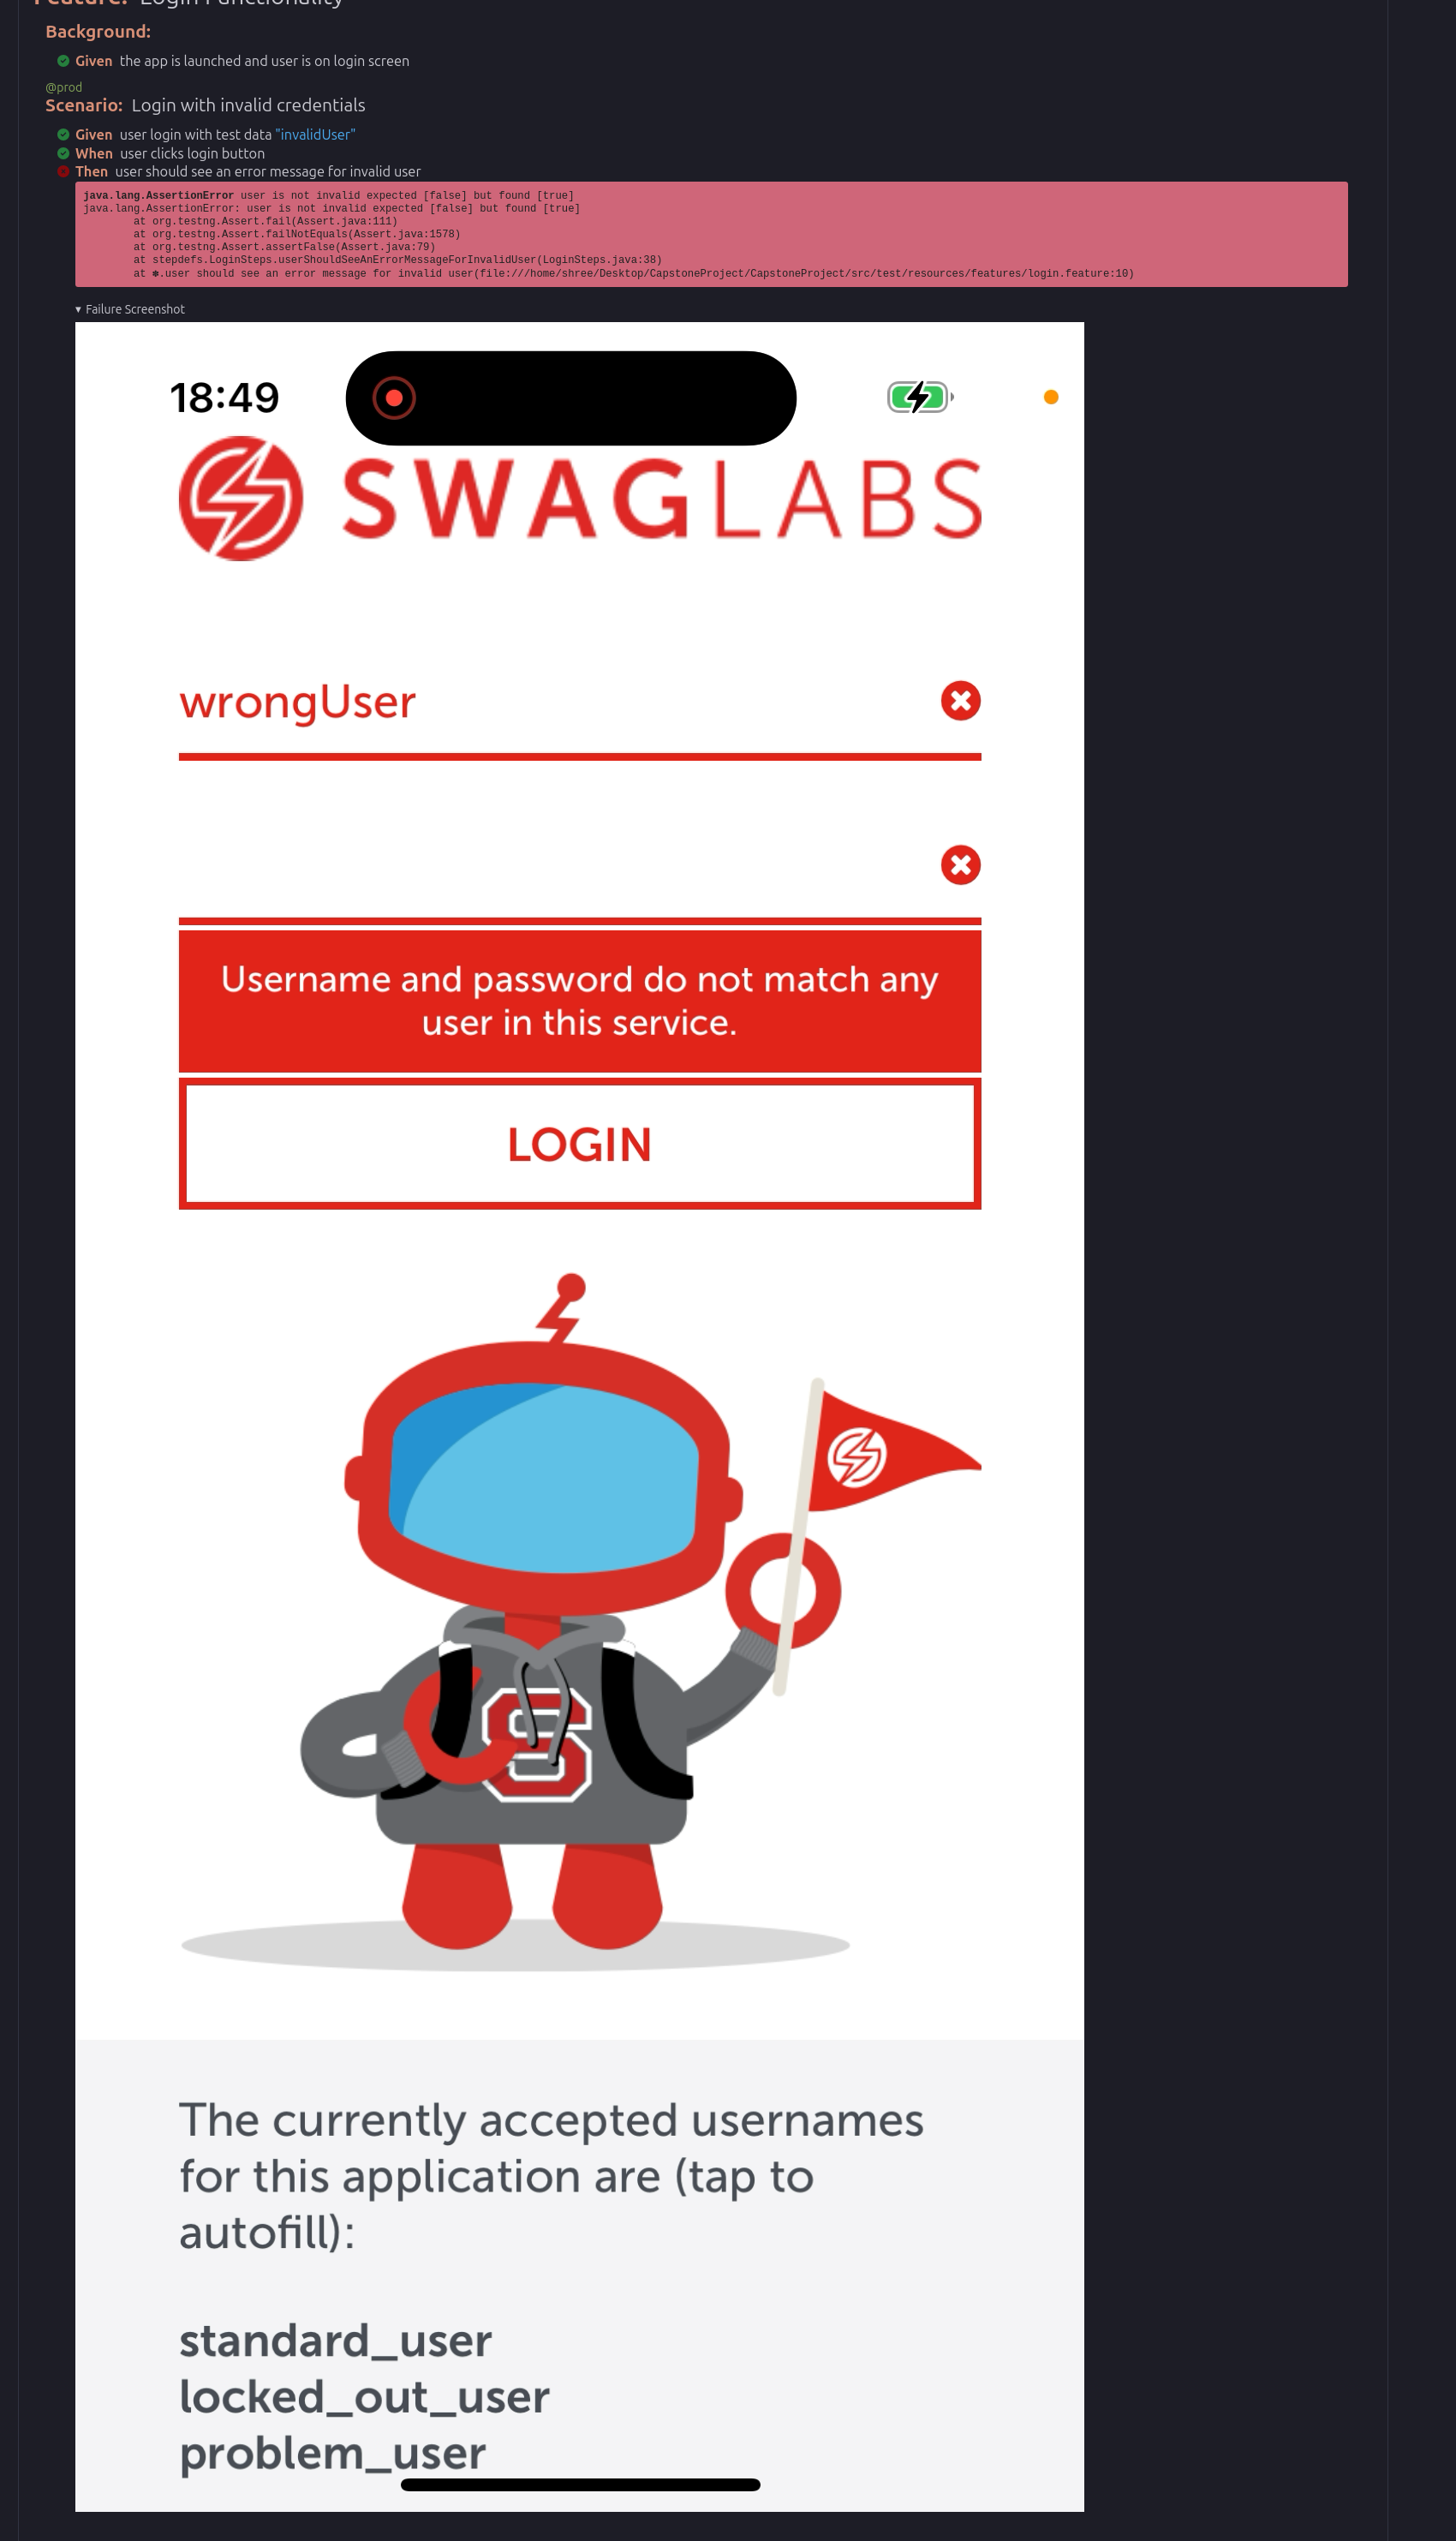 Feature: Login Functionality
Background:
Given the app is launched and user is on login screen
@prod
Scenario: Login with invalid credentials
Given user login with test data "invalidUser"
When user clicks login button
Then user should see an error message for invalid user
java.lang.AssertionError user is not invalid expected [false] but found [true]
java.lang.AssertionError: user is not invalid expected [false] but found [true]
at org.testng.Assert.fail(Assert.java:111)
at org.testng.Assert.failNotEquals(Assert.java:1578)
at org.testng.Assert.assertFalse(Assert.java:79)
at stepdefs.LoginSteps.userShouldSeeAnErrorMessageForInvalidUser(LoginSteps.java:38)
at ✽.user should see an error message for invalid user(file:///home/shree/Desktop/CapstoneProject/CapstoneProject/src/test/resources/features/login.feature:10)
▾ Failure Screenshot
18:49
SWAGLABS
wrongUser
Username and password do not match any
user in this service.
LOGIN
S
The currently accepted usernames
for this application are (tap to
autofill):
standard_user
locked_out_user
problem_user